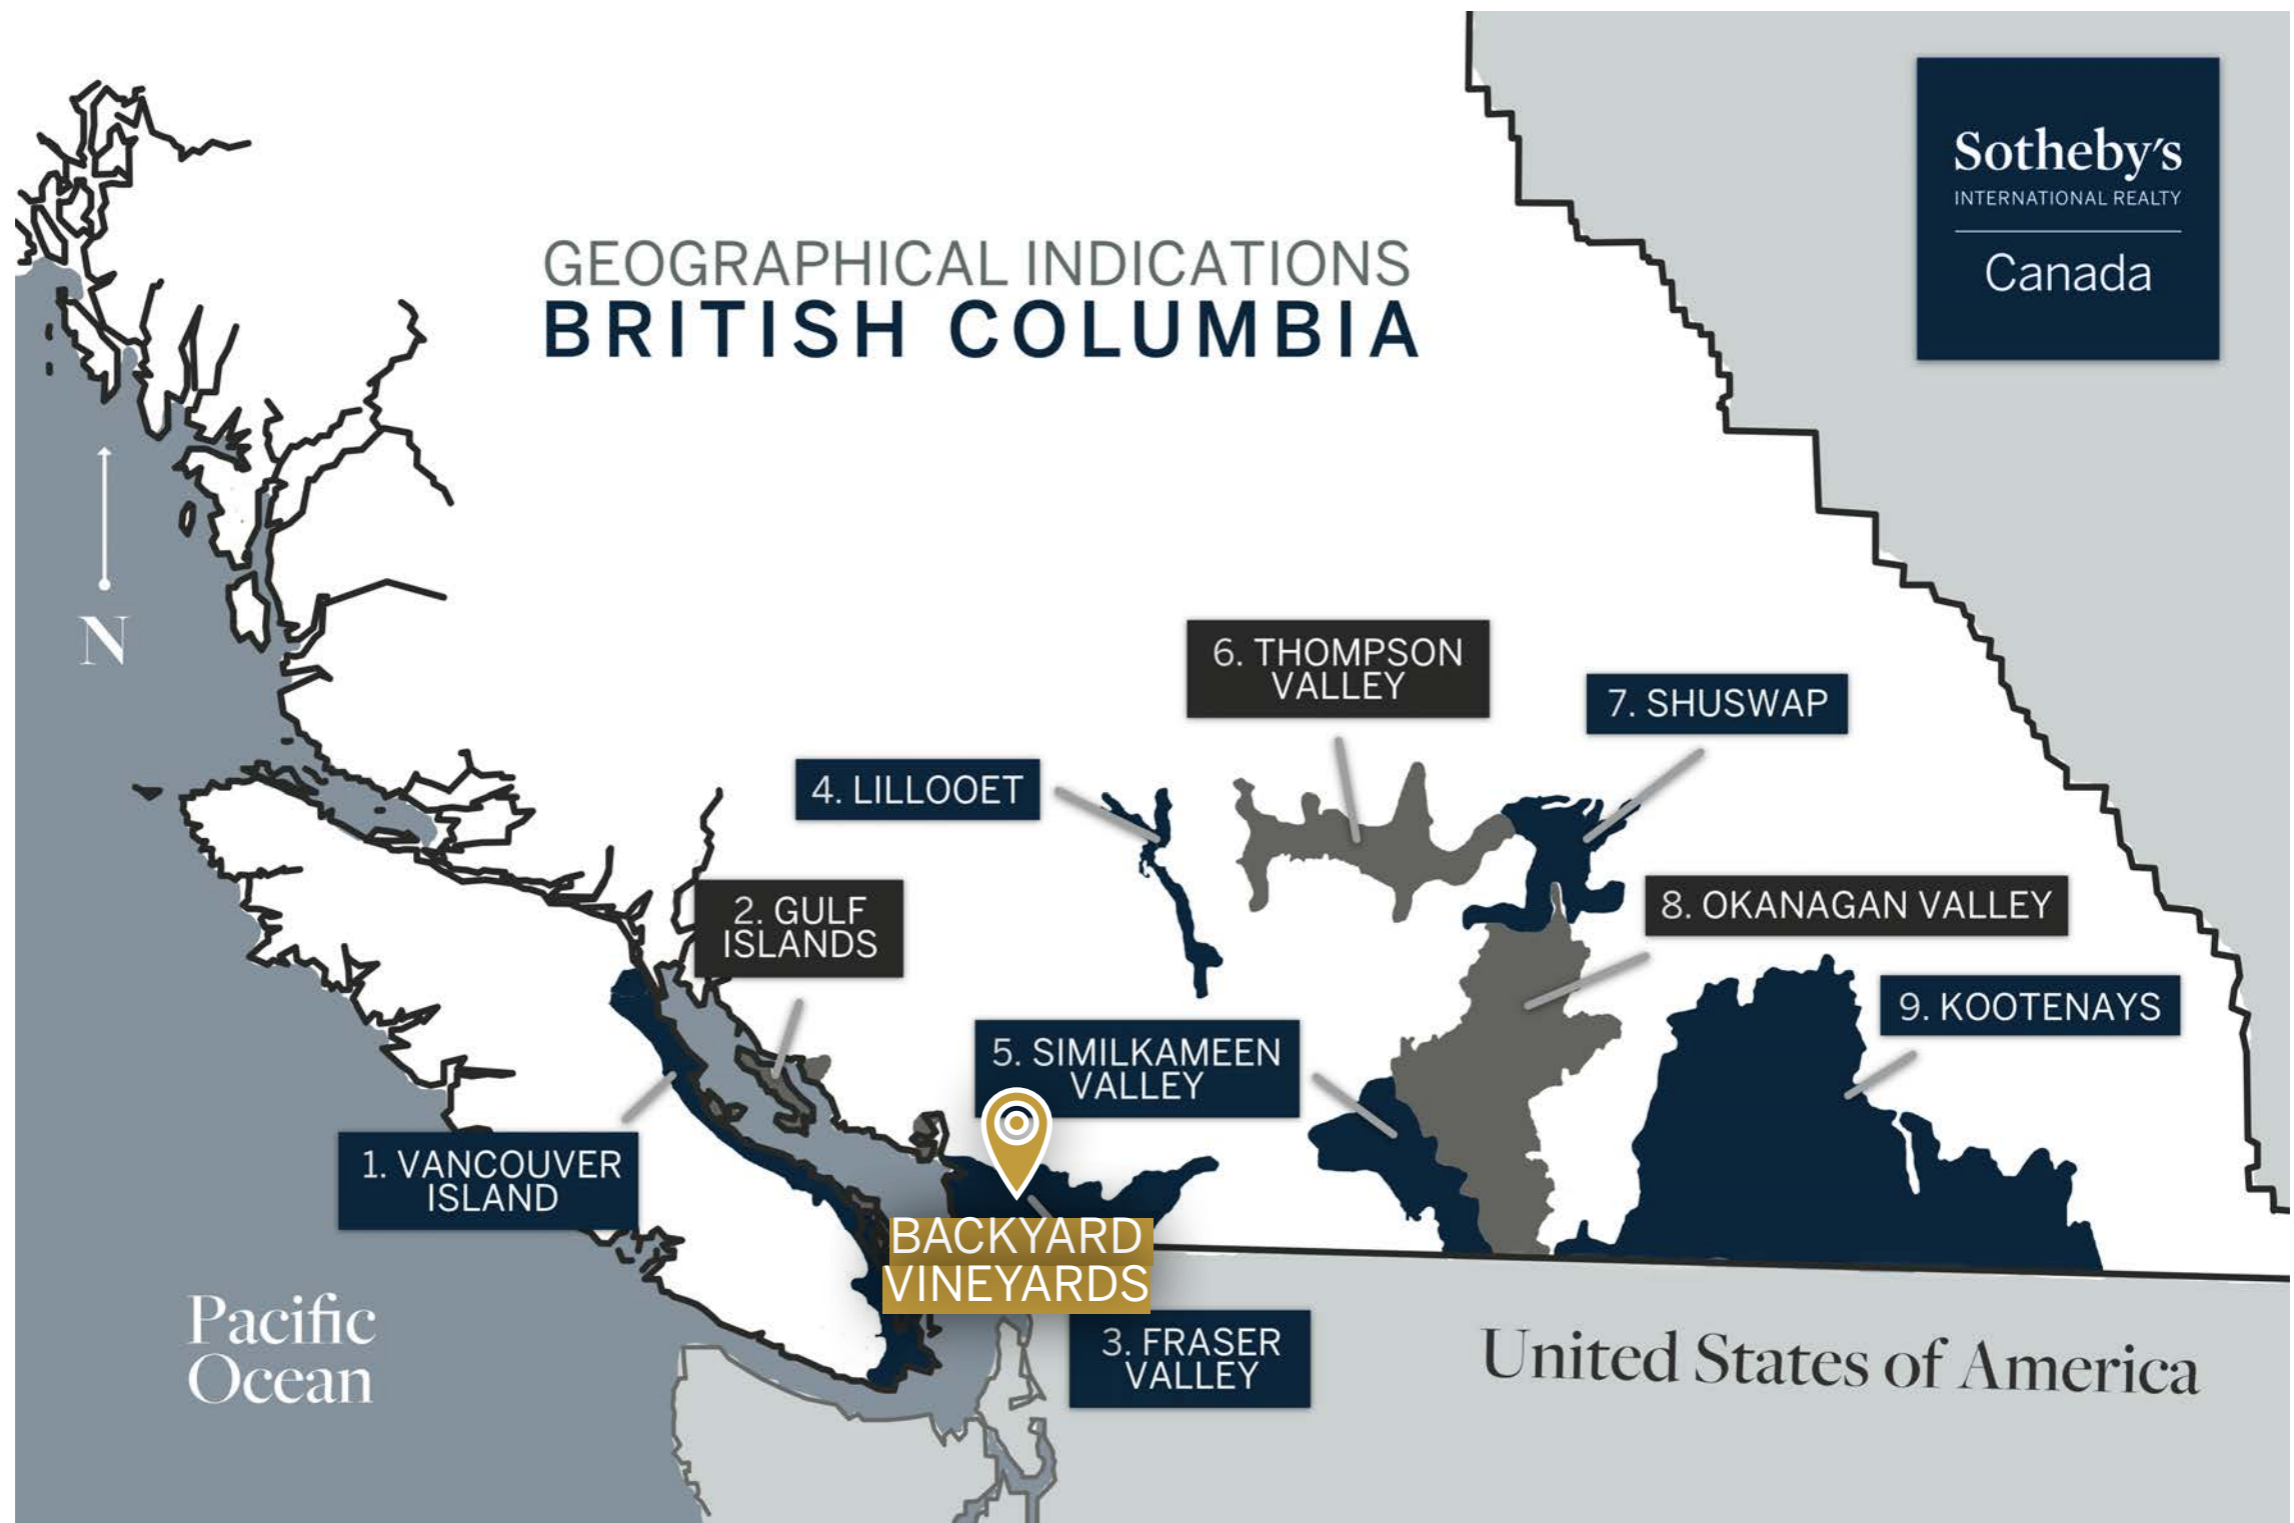 Sotheby's
INTERNATIONAL REALTY
Canada
GEOGRAPHICAL INDICATIONS
BRITISH COLUMBIA
N
6. THOMPSON
VALLEY
7. SHUSWAP
4. LILLOOET
2. GULF
ISLANDS
8. OKANAGAN VALLEY
9. KOOTENAYS
5. SIMILKAMEEN
VALLEY
1. VANCOUVER
ISLAND
BACKYARD
VINEYARDS
3. FRASER
VALLEY
Pacific
Ocean
United States of America